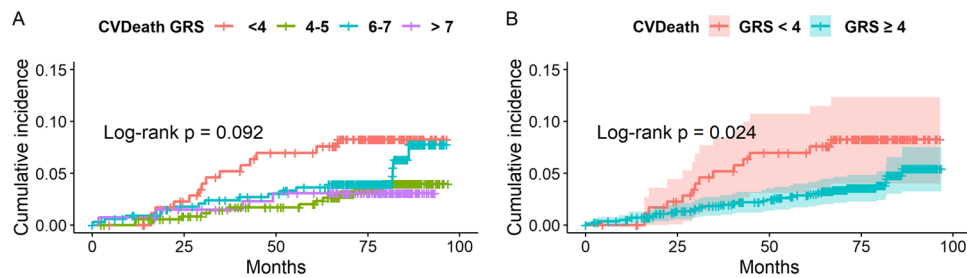 A
CVDeath GRS <4 4-5 6-7 > 7
Cumulative incidence
0.15
0.10
0.05
0.00
Log-rank p = 0.092
0 25 50 75 100
Months
B
CVDeath GRS < 4 GRS ≥ 4
Cumulative incidence
0.15
0.10
0.05
0.00
Log-rank p = 0.024
0 25 50 75 100
Months